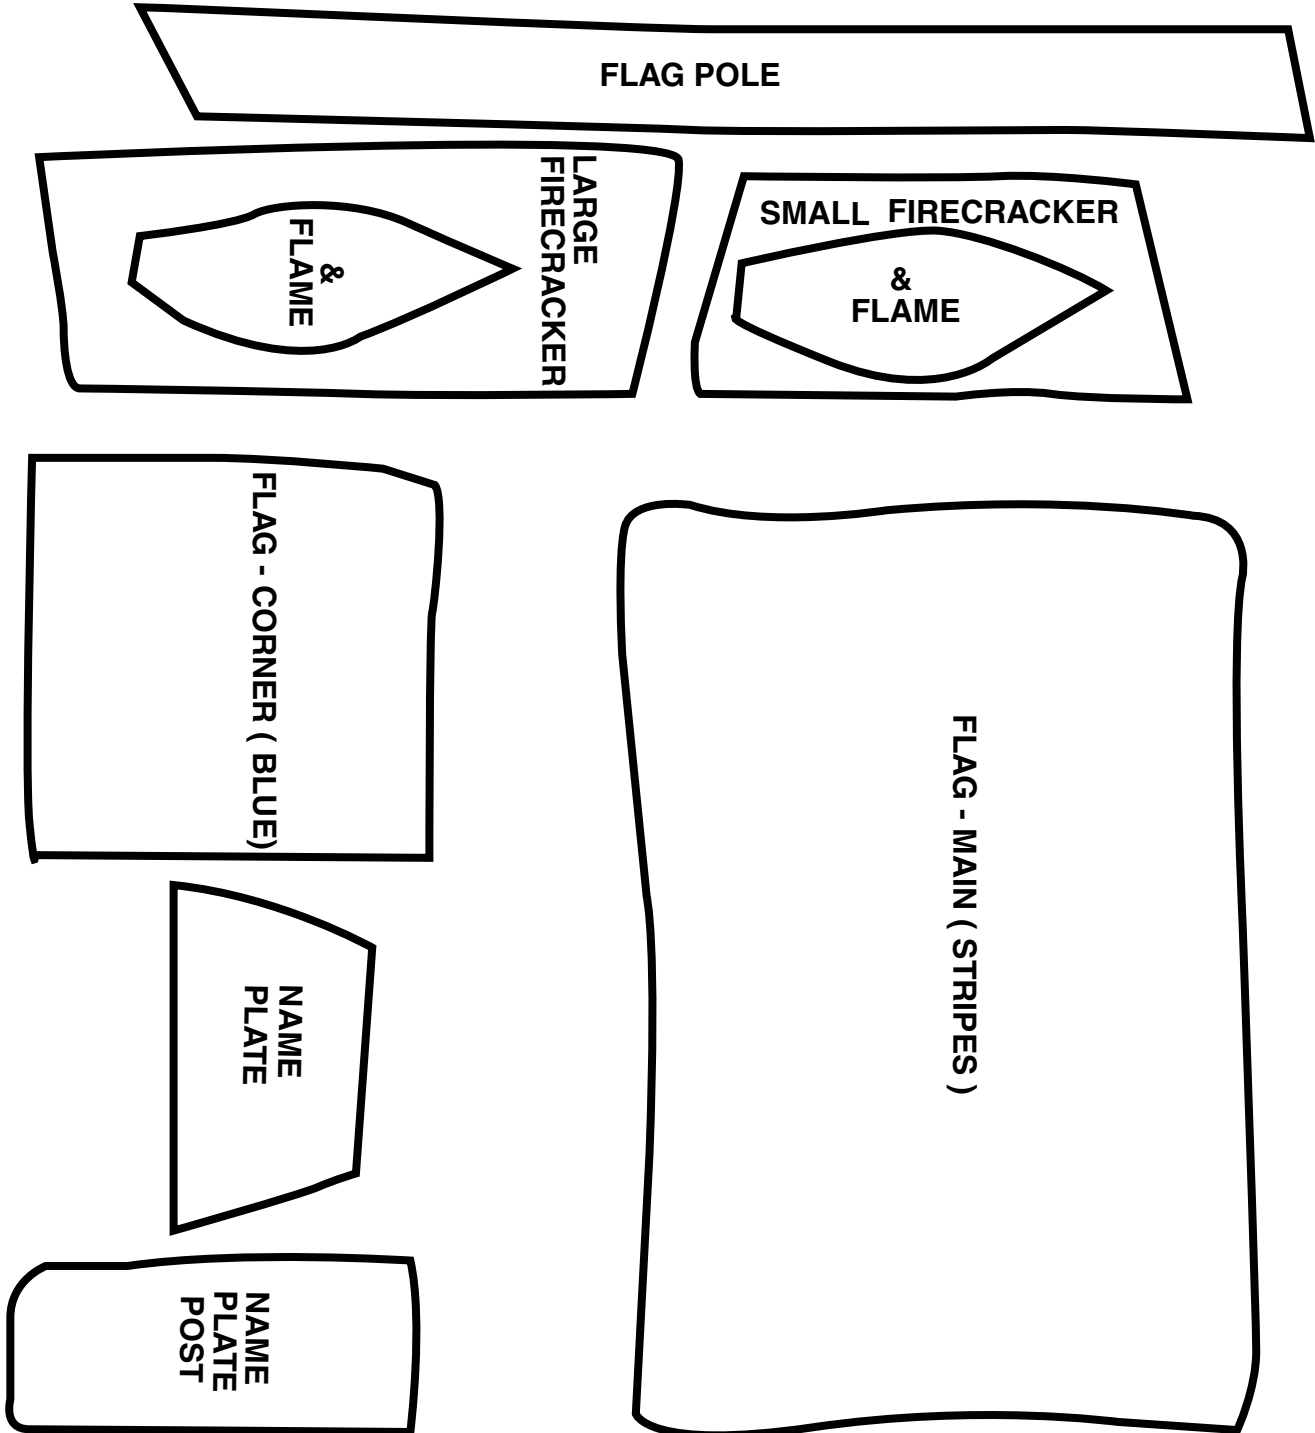 FLAG POLE
LARGE
FIRECRACKER
&
FLAME
SMALL FIRECRACKER
&
FLAME
FLAG - CORNER ( BLUE)
FLAG - MAIN ( STRIPES )
NAME
PLATE
NAME
PLATE
POST